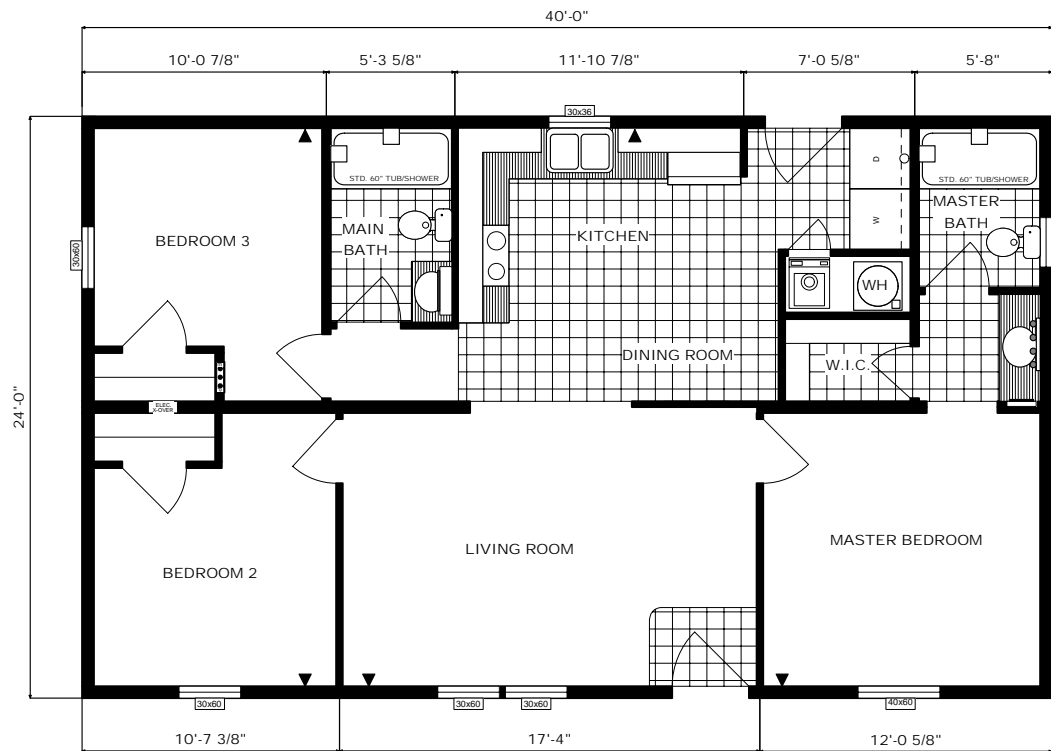 40'-0"
10'-0 7/8" 5'-3 5/8" 11'-10 7/8" 7'-0 5/8" 5'-8"
30x36
STD. 60" TUB/SHOWER
D
STD. 60" TUB/SHOWER
MASTER
BATH
W
MAIN
BATH
KITCHEN
BEDROOM 3
30x60
WH
DINING ROOM
W.I.C.
24'-0"
ELEC.
X-OVER
LIVING ROOM
MASTER BEDROOM
BEDROOM 2
30x60
30x60
30x60
40x60
10'-7 3/8" 17'-4" 12'-0 5/8"